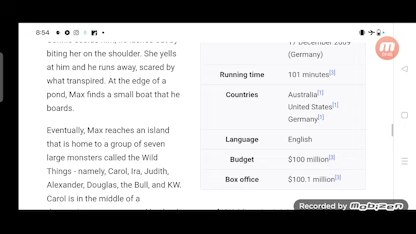 8:54
biting her on the shoulder. She yells
at him and he runs away, scared by
what transpired. At the edge of a
pond, Max finds a small boat that he
boards.
Eventually, Max reaches an island
that is home to a group of seven
large monsters called the Wild
Things - namely, Carol, Ira, Judith,
Alexander, Douglas, the Bull, and KW.
Carol is in the middle of a
17 December 2009
(Germany)
Running time 101 minutes[3]
Countries Australia[1]
United States[1]
Germany[1]
Language English
Budget $100 million[3]
Box office $100.1 million[3]
Recorded by Mobizen